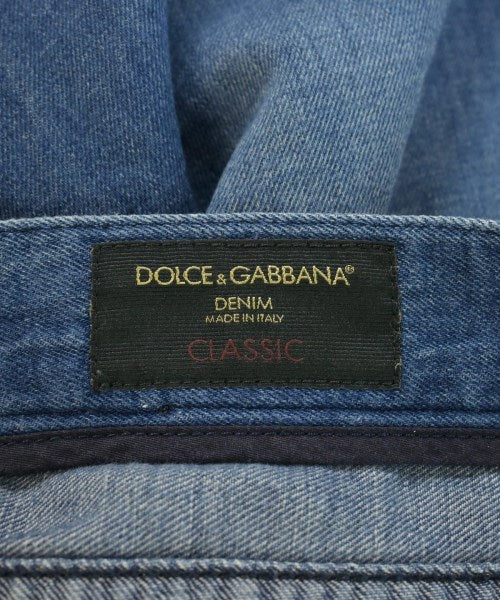 DOLCE & GABBANA®
DENIM
MADE IN ITALY
CLASSIC